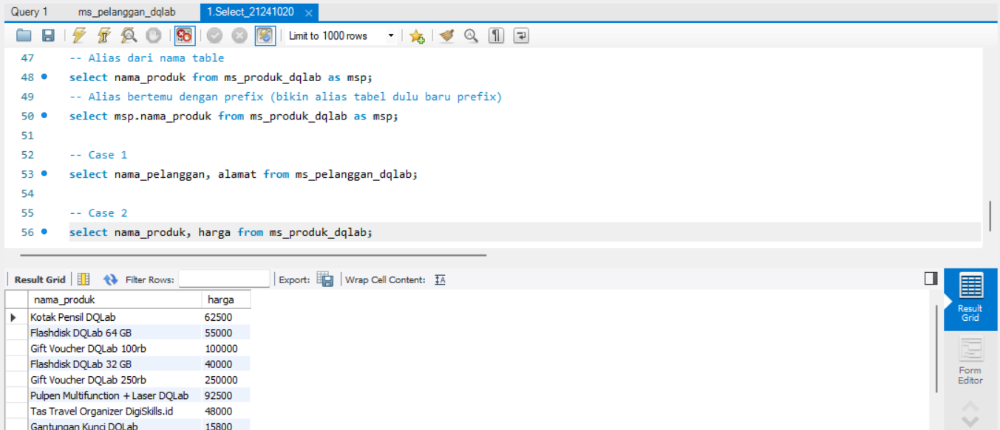 Query 1 ms_pelanggan_dqlab 1.Select_21241020
Limit to 1000 rows
47 -- Alias dari nama table
48 select nama_produk from ms_produk_dqlab as msp;
49 -- Alias bertemu dengan prefix (bikin alias tabel dulu baru prefix)
50 select msp.nama_produk from ms_produk_dqlab as msp;
51
52 -- Case 1
53 select nama_pelanggan, alamat from ms_pelanggan_dqlab;
54
55 -- Case 2
56 select nama_produk, harga from ms_produk_dqlab;
Result Grid Filter Rows: Export: Wrap Cell Content:
nama_produk harga
Kotak Pensil DQLab 62500
Flashdisk DQLab 64 GB 55000
Gift Voucher DQLab 100rb 100000
Flashdisk DQLab 32 GB 40000
Gift Voucher DQLab 250rb 250000
Pulpen Multifunction + Laser DQLab 92500
Tas Travel Organizer DigiSkills.id 48000
Gantungan Kunci DQLab 15800
Result
Grid
Form
Editor